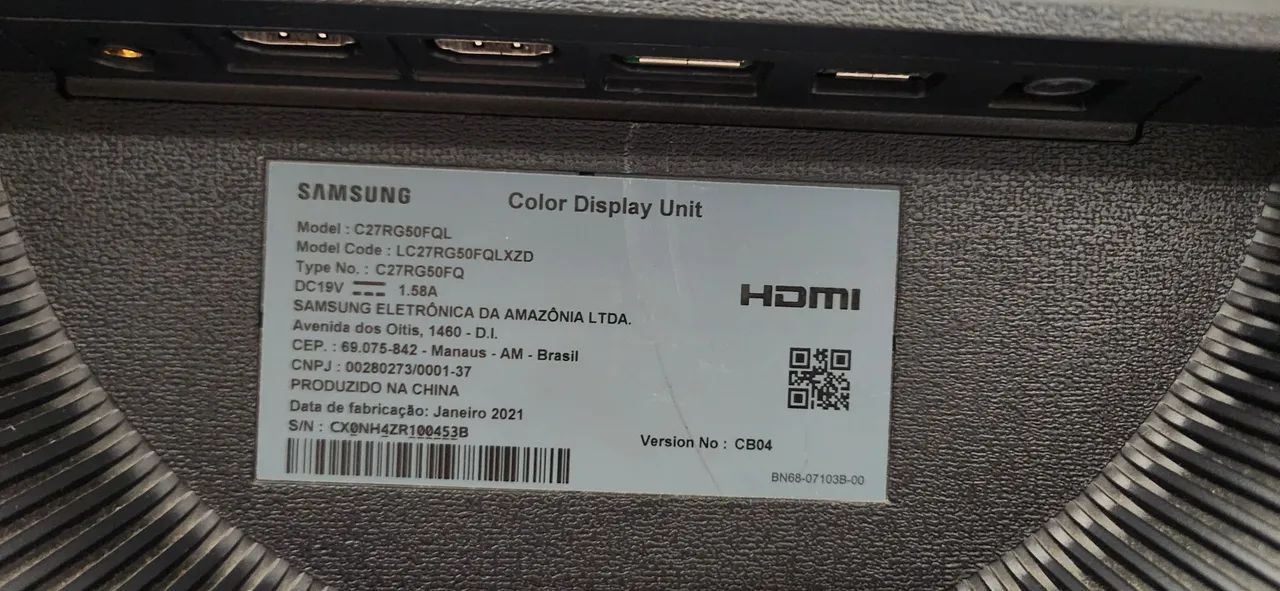 SAMSUNG
Color Display Unit
Model : C27RG50FQL
Model Code : LC27RG50FQLXZD
Type No. : C27RG50FQ
DC19V 1.58A
SAMSUNG ELETRÔNICA DA AMAZÔNIA LTDA.
Avenida dos Oitis, 1460 - D.I.
CEP. : 69.075-842 - Manaus - AM - Brasil
CNPJ : 00280273/0001-37
PRODUZIDO NA CHINA
Data de fabricação: Janeiro 2021
S/N : CX0NH4ZR100453B
HDMI
Version No : CB04
BN68-07103B-00